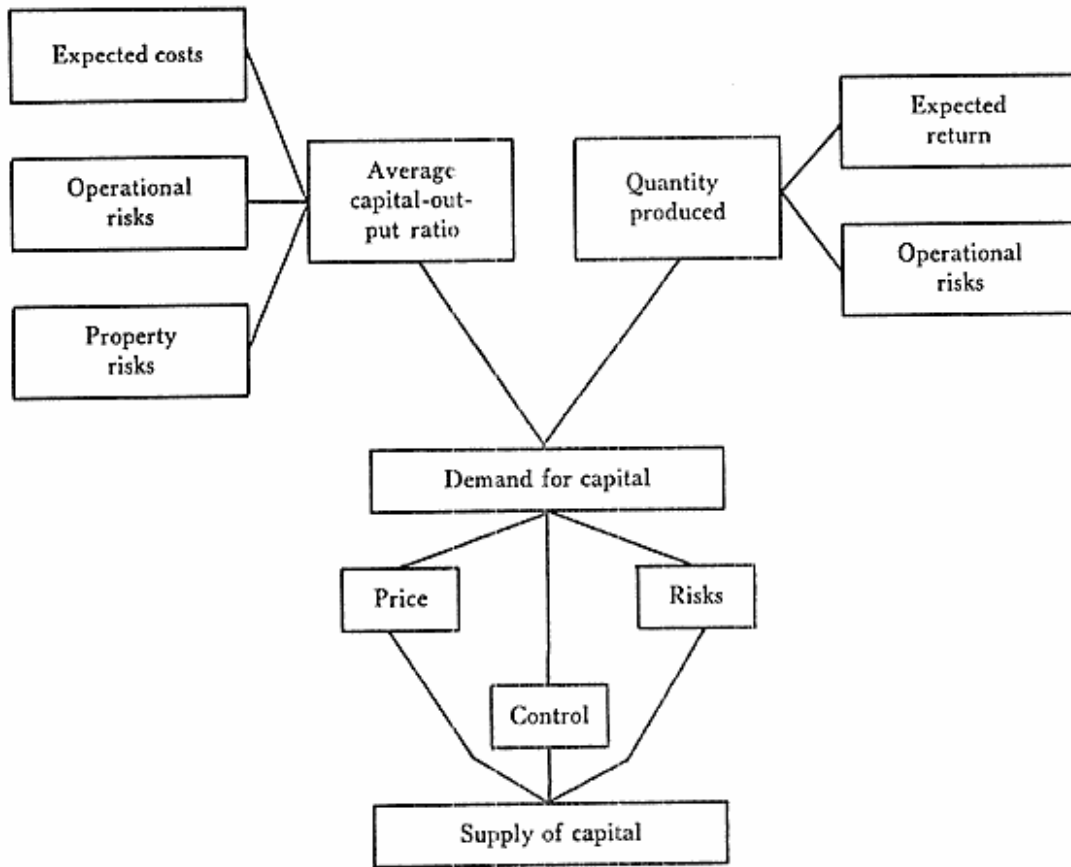 Expected costs
Operational
risks
Property
risks
Average
capital-out-
put ratio
Quantity
produced
Expected
return
Operational
risks
Demand for capital
Price
Risks
Control
Supply of capital